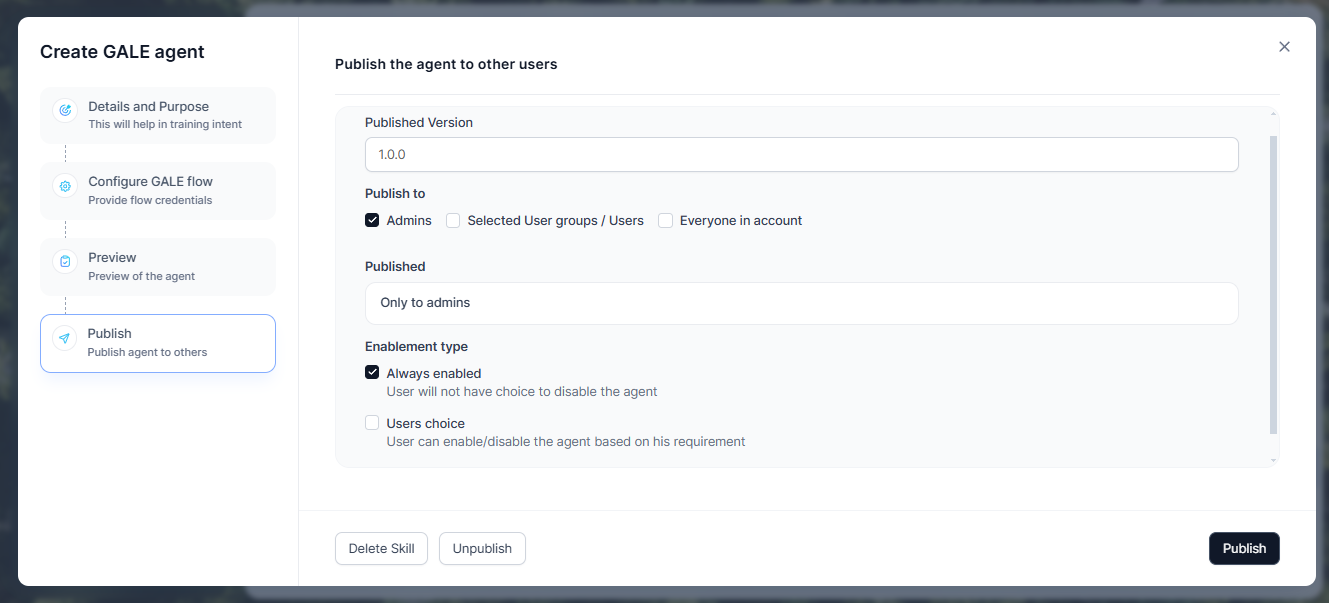 Create GALE agent
Details and Purpose
This will help in training intent
Configure GALE flow
Provide flow credentials
Preview
Preview of the agent
Publish
Publish agent to others
Publish the agent to other users
Published Version
1.0.0
Publish to
Admins Selected User groups / Users Everyone in account
Published
Only to admins
Enablement type
Always enabled
User will not have choice to disable the agent
Users choice
User can enable/disable the agent based on his requirement
Delete Skill Unpublish Publish